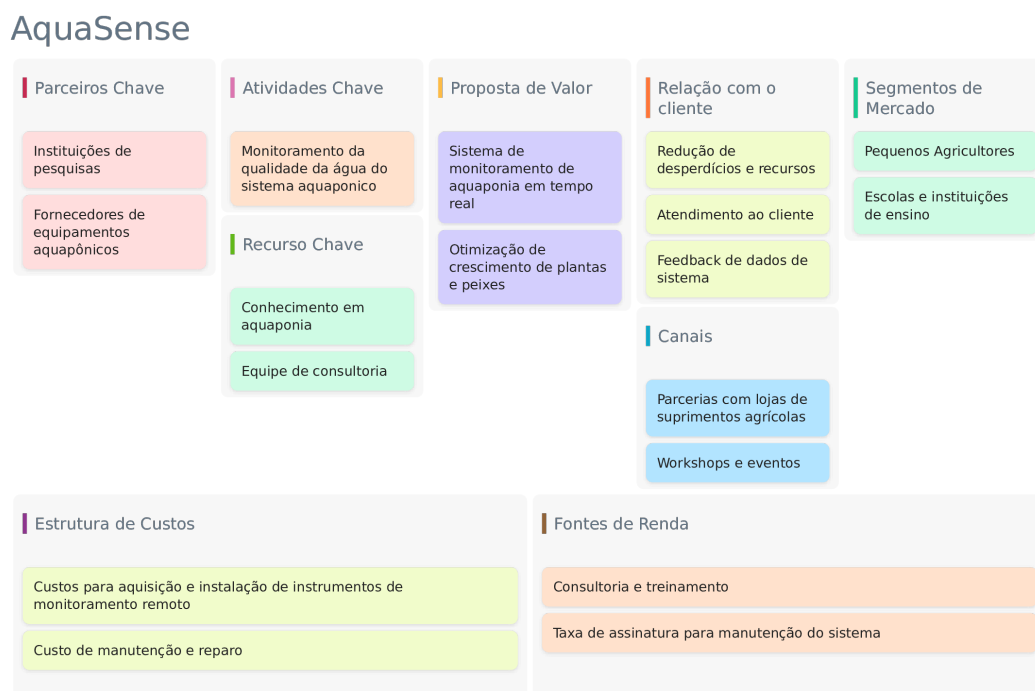 AquaSense
Parceiros Chave
Instituições de
pesquisas
Fornecedores de
equipamentos
aquapônicos
Atividades Chave
Monitoramento da
qualidade da água do
sistema aquaponico
Recurso Chave
Conhecimento em
aquaponia
Equipe de consultoria
Proposta de Valor
Sistema de
monitoramento de
aquaponia em tempo
real
Otimização de
crescimento de plantas
e peixes
Relação com o
cliente
Redução de
desperdícios e recursos
Atendimento ao cliente
Feedback de dados de
sistema
Canais
Parcerias com lojas de
suprimentos agrícolas
Workshops e eventos
Segmentos de
Mercado
Pequenos Agricultores
Escolas e instituições
de ensino
Estrutura de Custos
Custos para aquisição e instalação de instrumentos de
monitoramento remoto
Custo de manutenção e reparo
Fontes de Renda
Consultoria e treinamento
Taxa de assinatura para manutenção do sistema